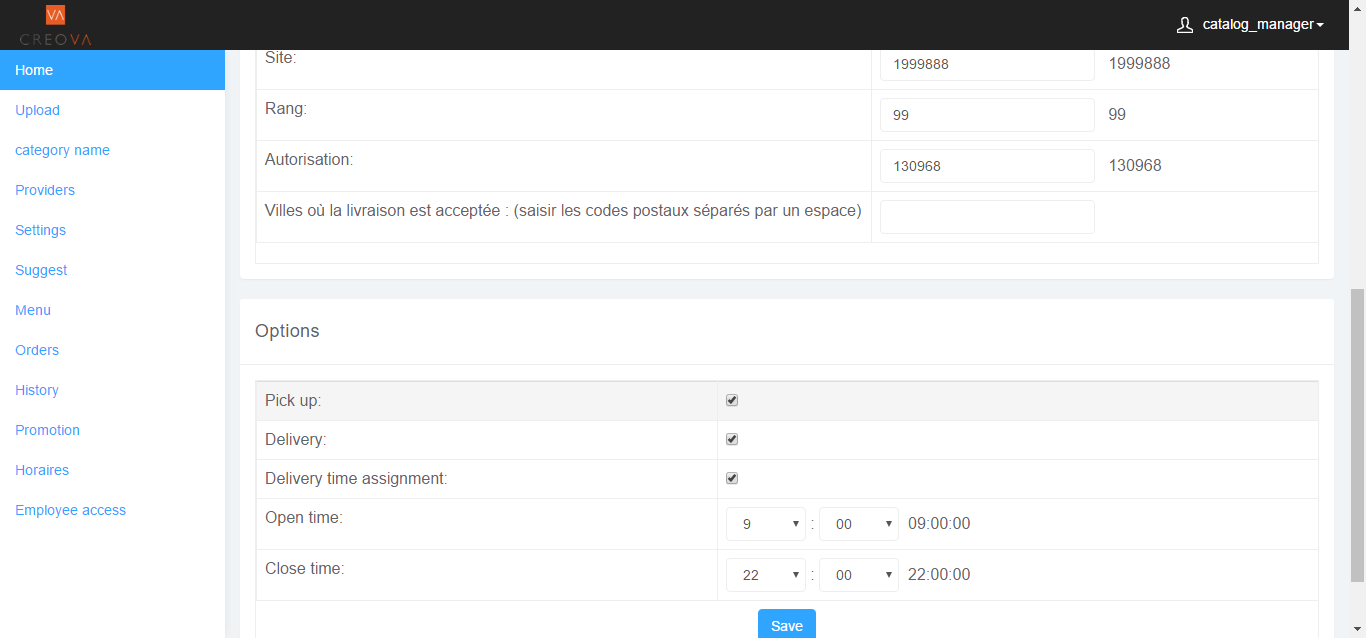 VA
CREOVA
catalog_manager
Home
Upload
category name
Providers
Settings
Suggest
Menu
Orders
History
Promotion
Horaires
Employee access
Site: 1999888 1999888
Rang: 99 99
Autorisation: 130968 130968
Villes où la livraison est acceptée : (saisir les codes postaux séparés par un espace)
Options
Pick up:
Delivery:
Delivery time assignment:
Open time: 9 : 00 09:00:00
Close time: 22 : 00 22:00:00
Save